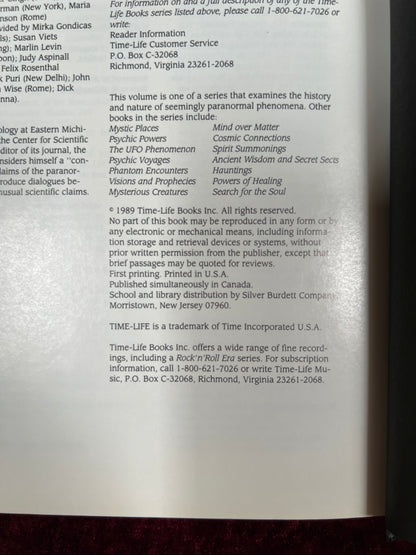 rman (New York), Maria
nson (Rome)
vided by Mirka Gondicas
ls); Susan Viets
ng); Marlin Levin
oon); Judy Aspinall
Felix Rosenthal
k Puri (New Delhi); John
Wise (Rome); Dick
nna).
ology at Eastern Michi-
the Center for Scientific
ditor of its journal, the
nsiders himself a "con-
laims of the paranor-
roduce dialogues be-
nusual scientific claims.
For information on and a full description of any of the Time-
Life Books series listed above, please call 1-800-621-7026 or
write:
Reader Information
Time-Life Customer Service
P.O. Box C-32068
Richmond, Virginia 23261-2068
This volume is one of a series that examines the history
and nature of seemingly paranormal phenomena. Other
books in the series include:
Mystic Places Mind over Matter
Psychic Powers Cosmic Connections
The UFO Phenomenon Spirit Summonings
Psychic Voyages Ancient Wisdom and Secret Sects
Phantom Encounters Hauntings
Visions and Prophecies Powers of Healing
Mysterious Creatures Search for the Soul
© 1989 Time-Life Books Inc. All rights reserved.
No part of this book may be reproduced in any form or by
any electronic or mechanical means, including informa-
tion storage and retrieval devices or systems, without
prior written permission from the publisher, except that
brief passages may be quoted for reviews.
First printing. Printed in U.S.A.
Published simultaneously in Canada.
School and library distribution by Silver Burdett Company,
Morristown, New Jersey 07960.
TIME-LIFE is a trademark of Time Incorporated U.S.A.
Time-Life Books Inc. offers a wide range of fine record-
ings, including a Rock'n'Roll Era series. For subscription
information, call 1-800-621-7026 or write Time-Life Mu-
sic, P.O. Box C-32068, Richmond, Virginia 23261-2068.